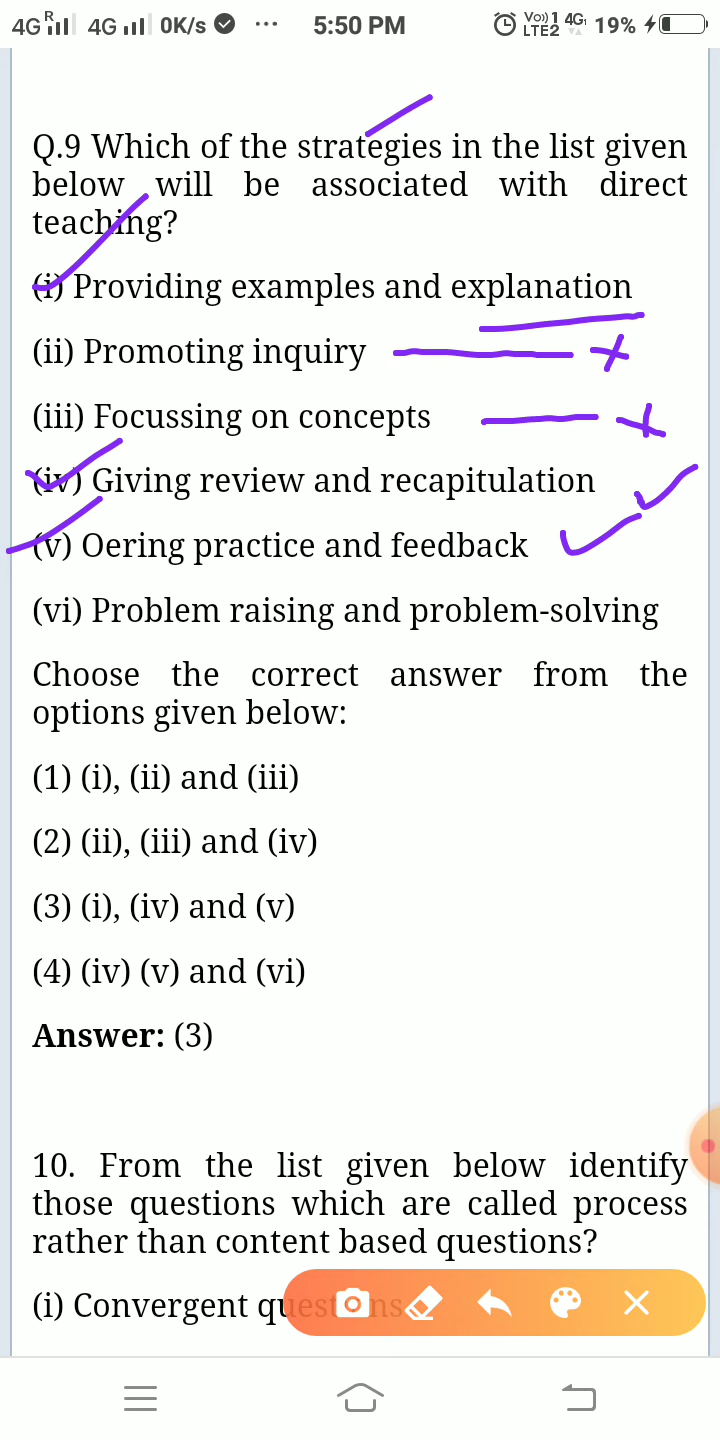 4G R 4G 0K/s ... 5:50 PM Vo)) 1 4G LTE2 19%
Q.9 Which of the strategies in the list given
below will be associated with direct
teaching?
(i) Providing examples and explanation
(ii) Promoting inquiry
(iii) Focussing on concepts
(iv) Giving review and recapitulation
(v) Oering practice and feedback
(vi) Problem raising and problem-solving
Choose the correct answer from the
options given below:
(1) (i), (ii) and (iii)
(2) (ii), (iii) and (iv)
(3) (i), (iv) and (v)
(4) (iv) (v) and (vi)
Answer: (3)
10. From the list given below identify
those questions which are called process
rather than content based questions?
(i) Convergent questions